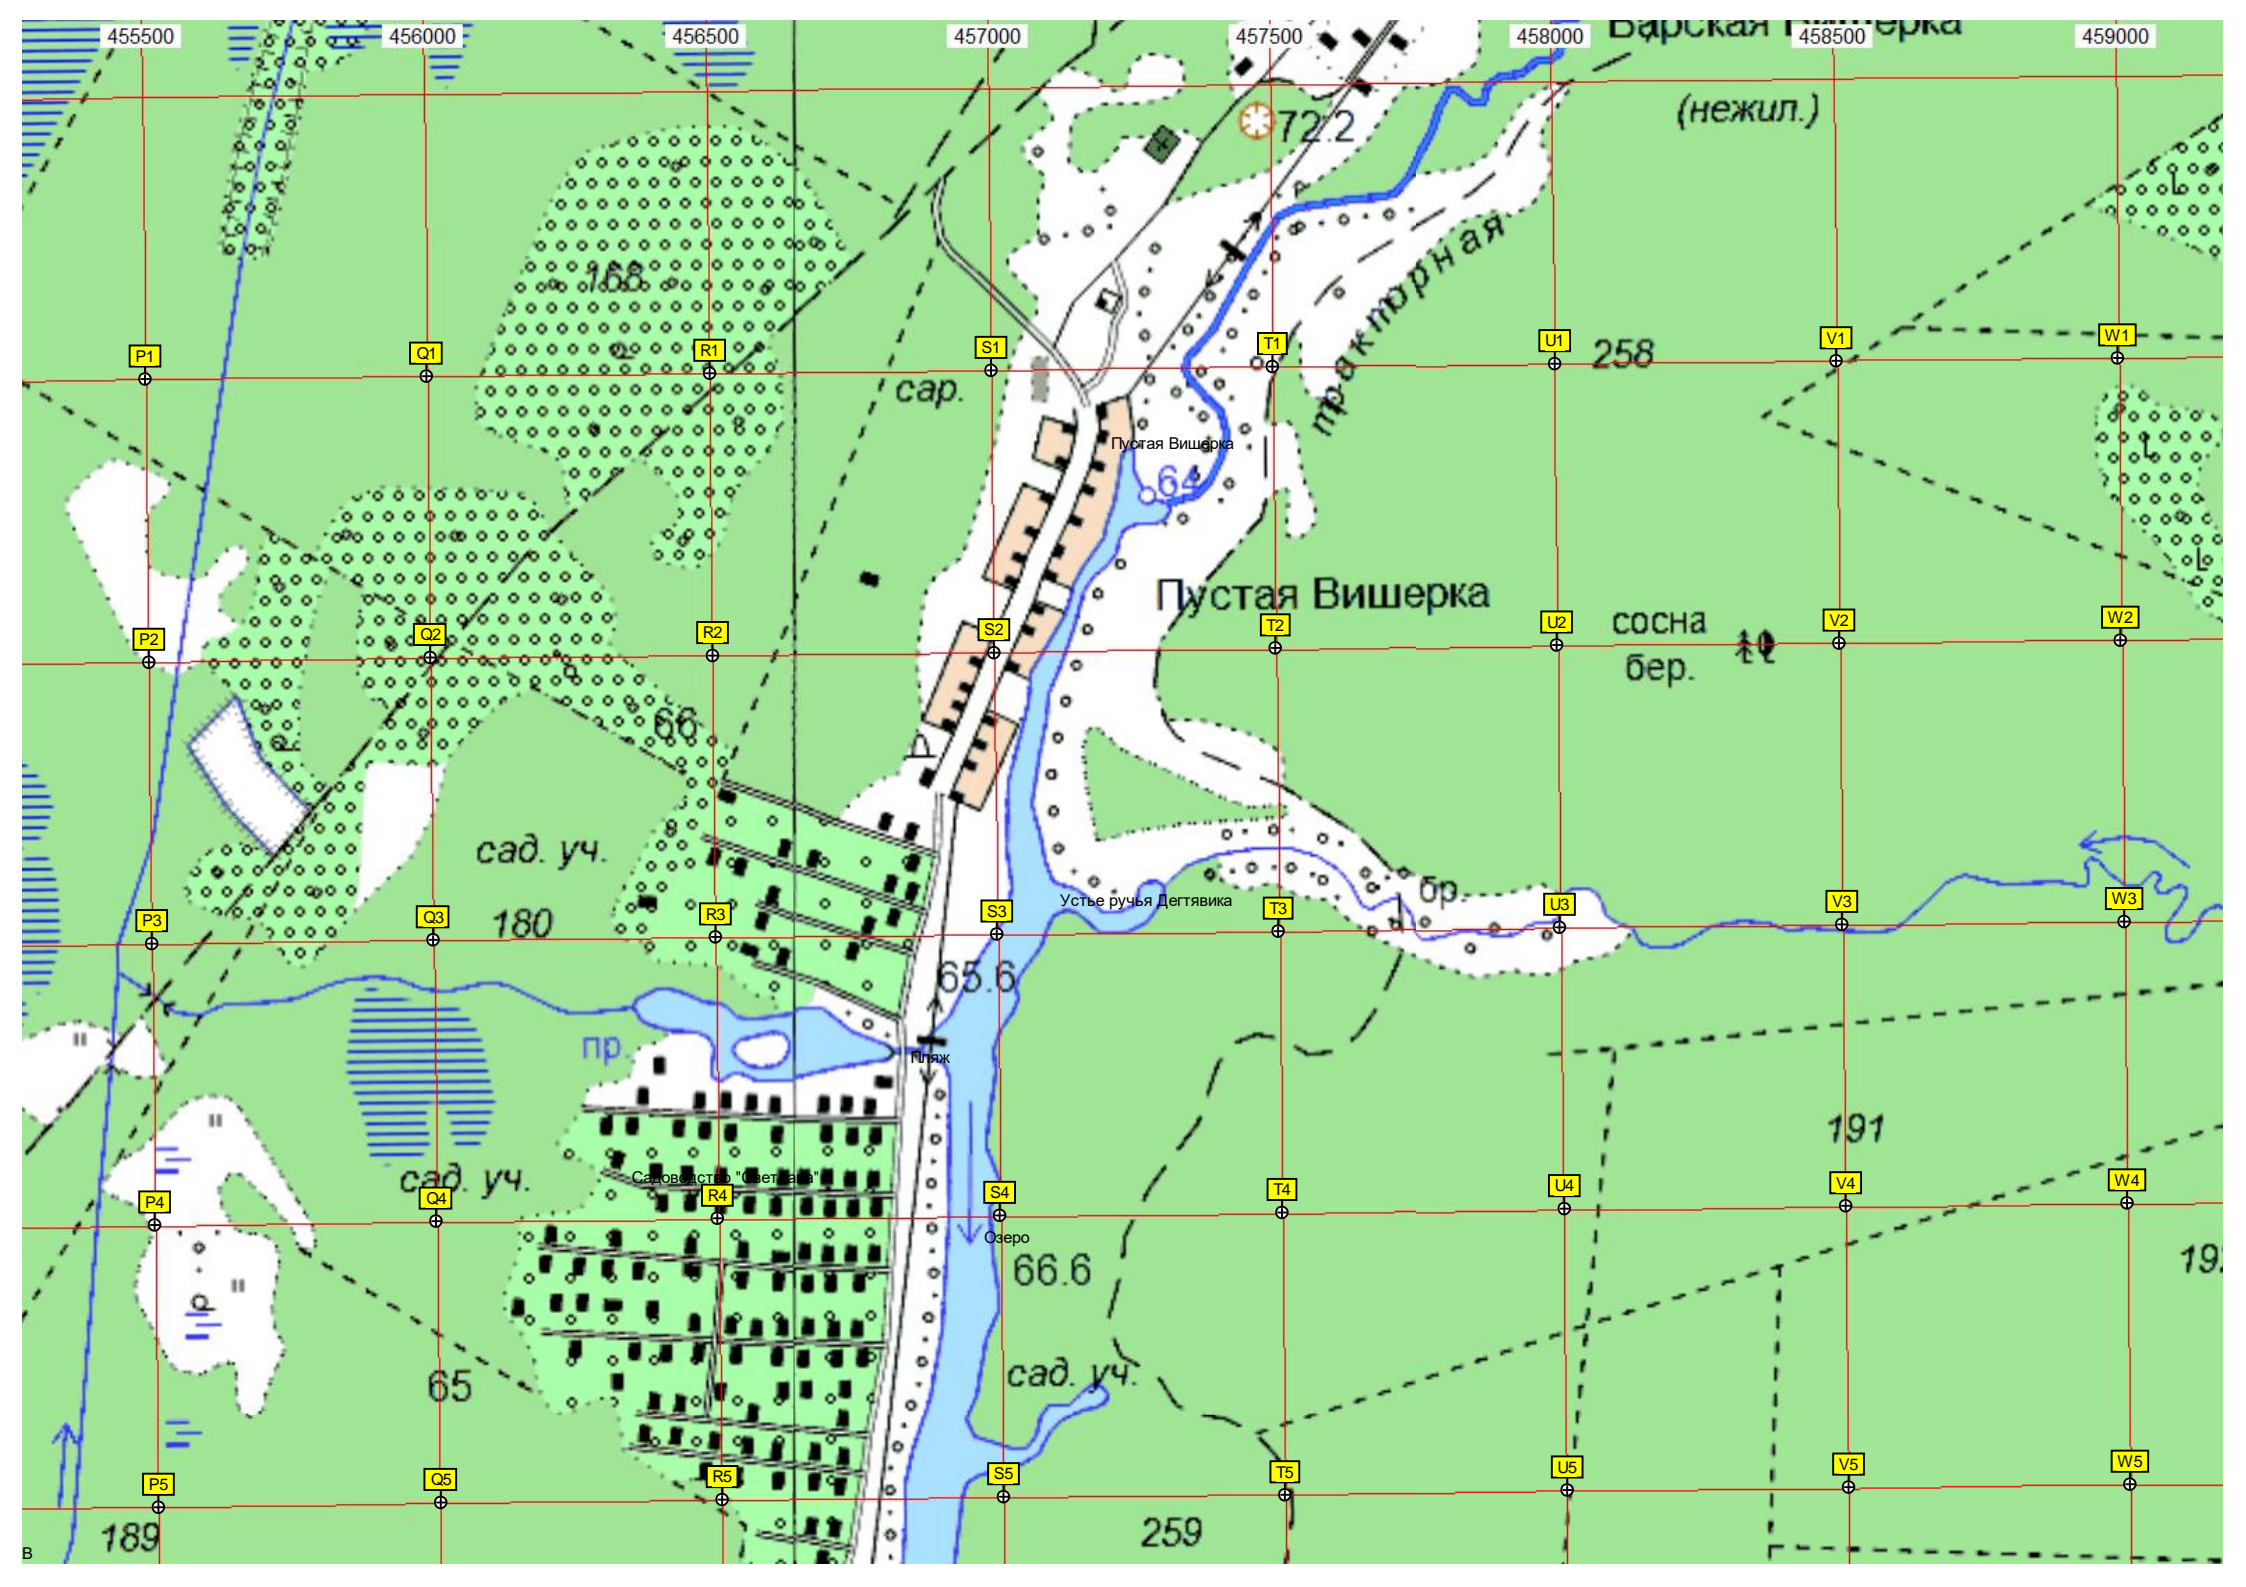 Варская Вишерка
455500 456000 456500 457000 457500 458000 458500 459000
(нежил.)
72.2
тракторная
168
P1 Q1 R1 S1 T1 U1 V1 W1
258
сар.
Пустая Вишерка
64
Пустая Вишерка
P2 Q2 R2 S2 T2 U2 V2 W2
сосна
бер.
66
сад. уч.
180
бр.
Устье ручья Дегтявика
P3 Q3 R3 S3 T3 U3 V3 W3
65.6
пр.
Пляж
191
сад. уч.
Садоводство "Светлана"
P4 Q4 R4 S4 T4 U4 V4 W4
Озеро
66.6
192
65
сад. уч.
P5 Q5 R5 S5 T5 U5 V5 W5
189
259
B